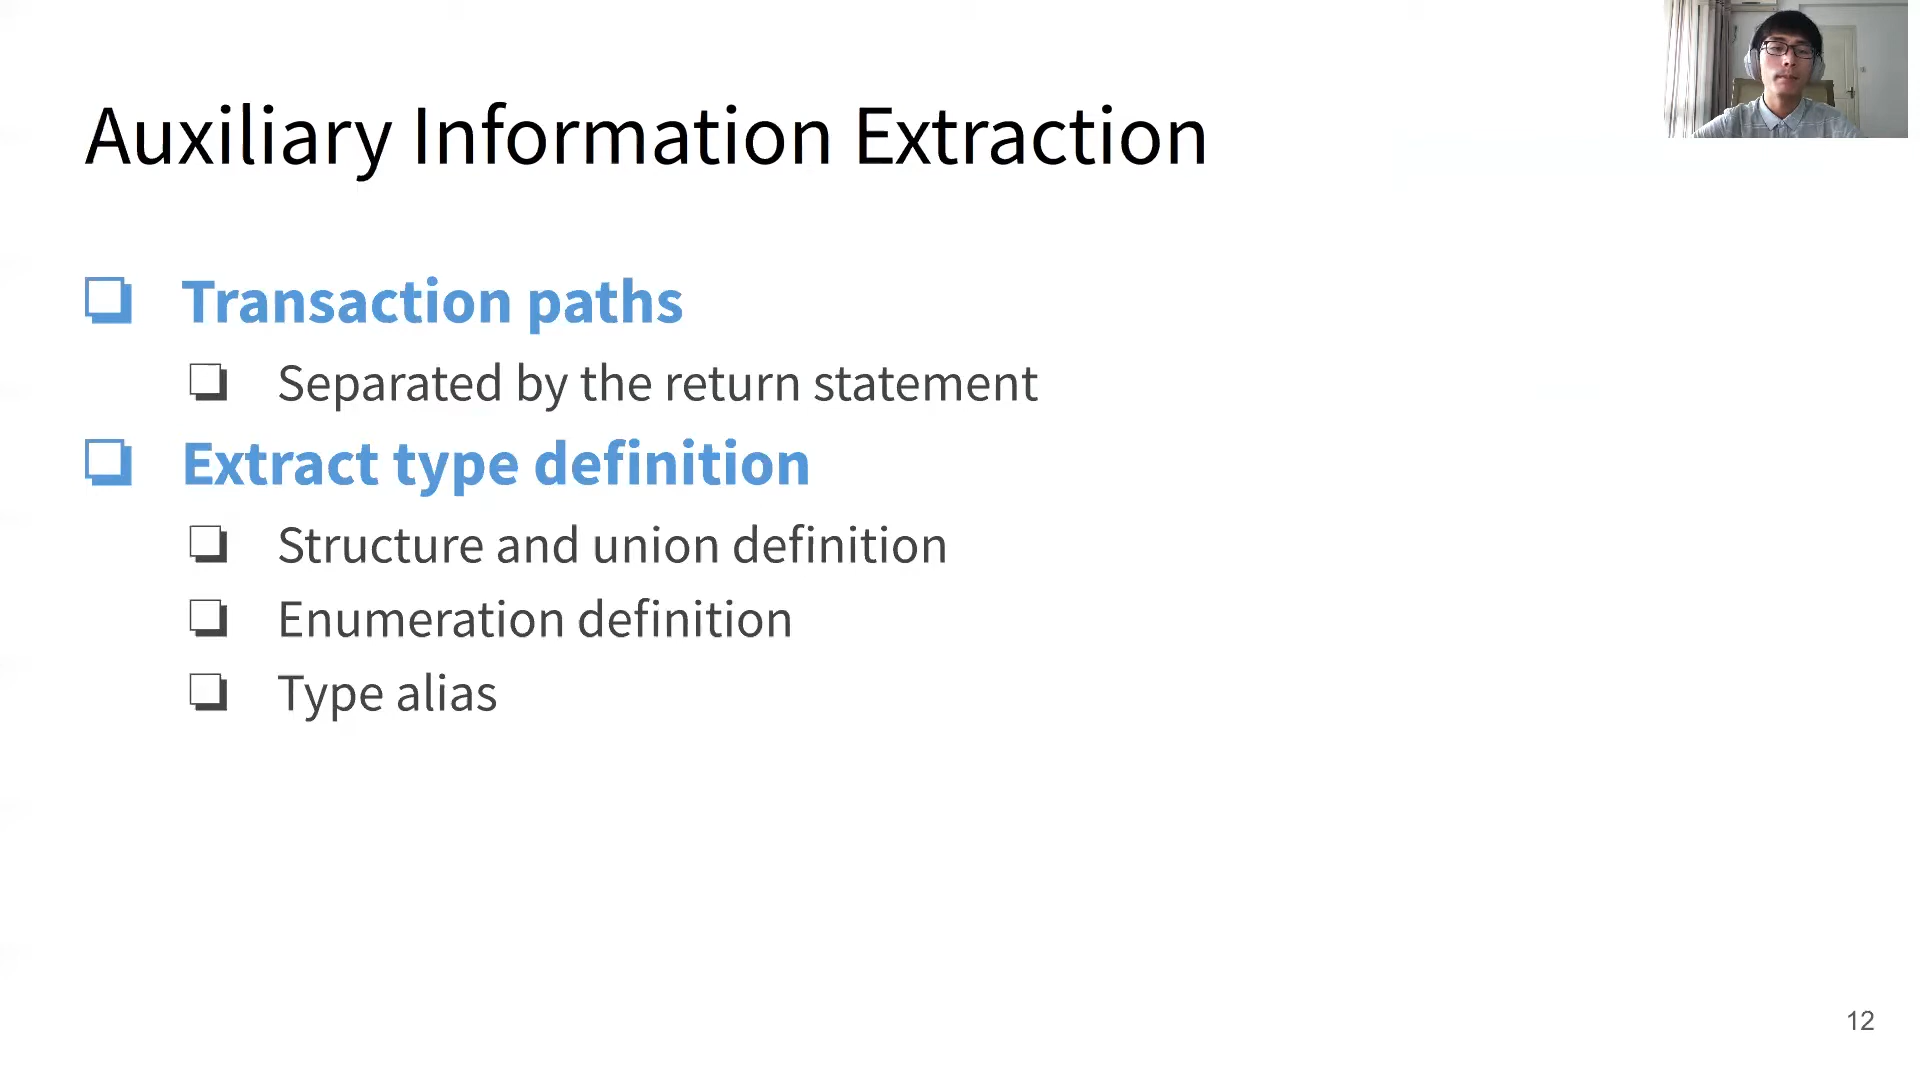 Auxiliary Information Extraction
Transaction paths
Separated by the return statement
Extract type definition
Structure and union definition
Enumeration definition
Type alias
12